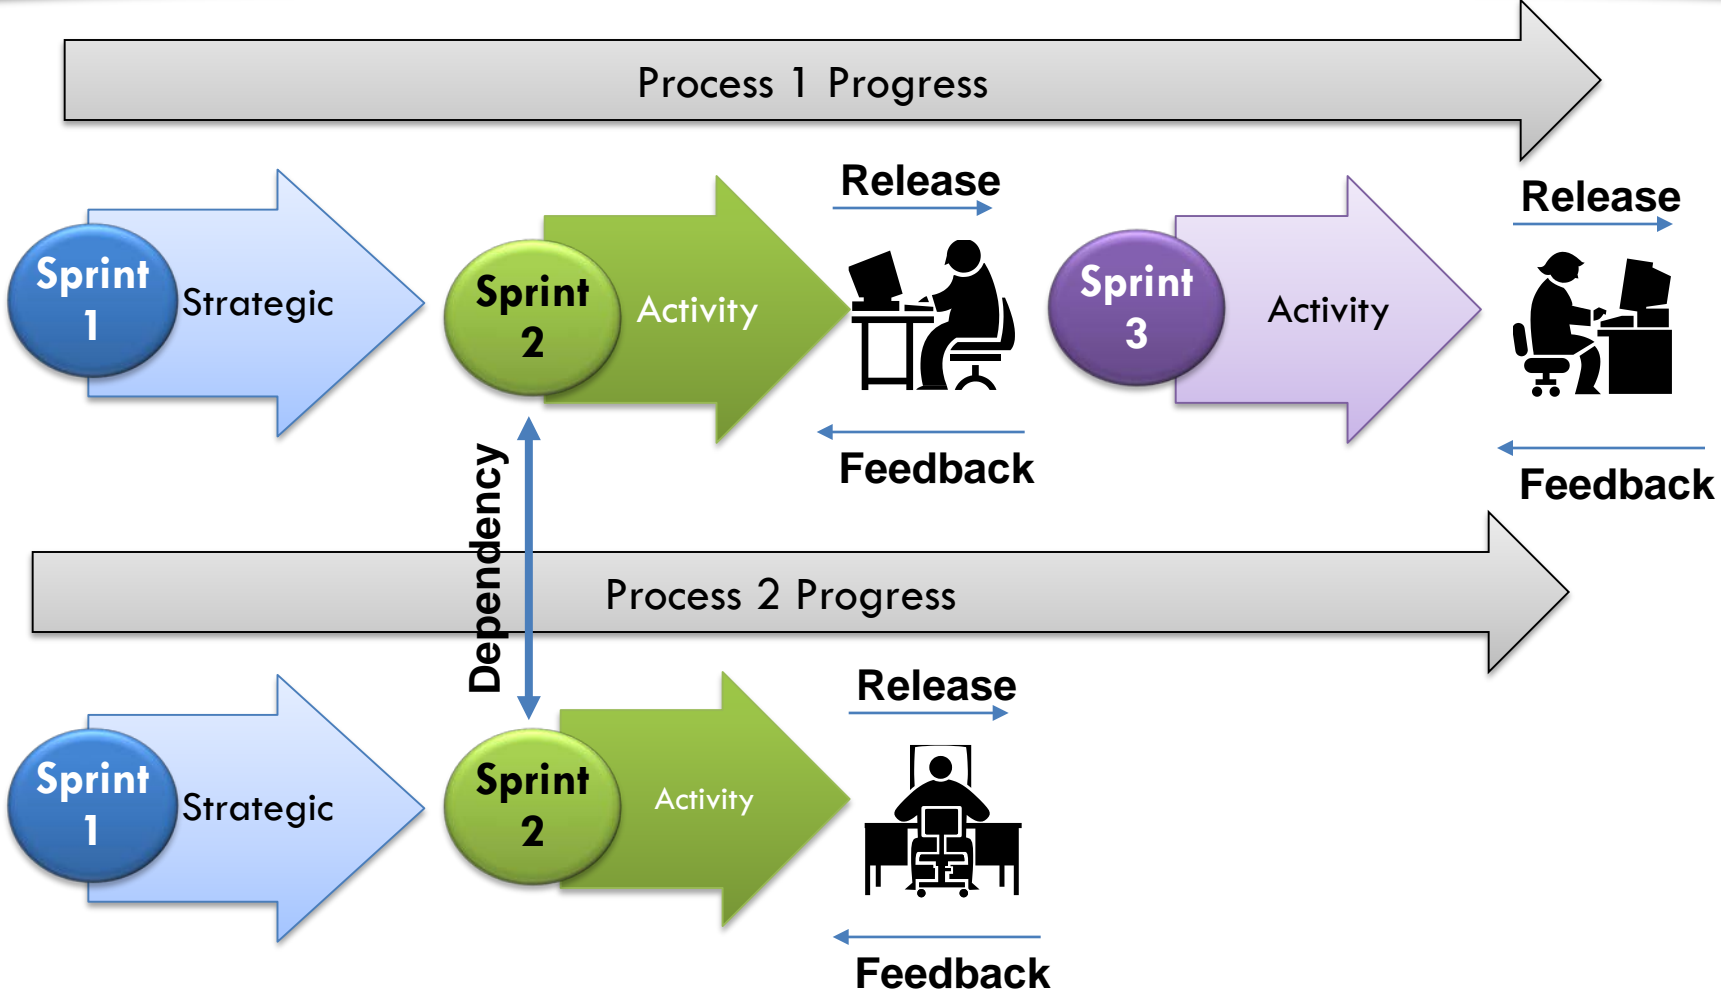 Process 1 Progress
Release
Release
Sprint
1
Strategic
Sprint
2
Activity
Sprint
3
Activity
Feedback
Feedback
Dependency
Process 2 Progress
Release
Sprint
1
Strategic
Sprint
2
Activity
Feedback